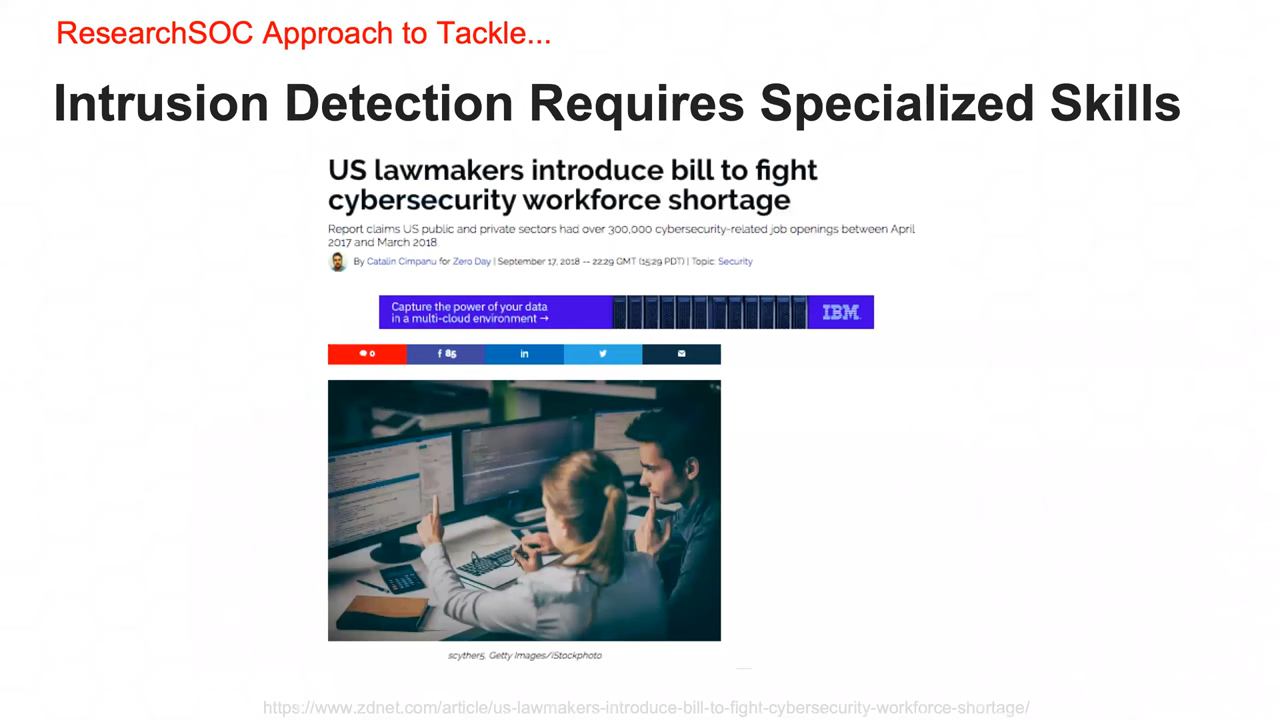 ResearchSOC Approach to Tackle...
Intrusion Detection Requires Specialized Skills
US lawmakers introduce bill to fight
cybersecurity workforce shortage
Report claims US public and private sectors had over 300,000 cybersecurity-related job openings between April
2017 and March 2018.
By Catalin Cimpanu for Zero Day | September 17, 2018 -- 22:29 GMT (15:29 PDT) | Topic: Security
Capture the power of your data
in a multi-cloud environment →
IBM
0
f 85
in
scyther5, Getty Images/iStockphoto
https://www.zdnet.com/article/us-lawmakers-introduce-bill-to-fight-cybersecurity-workforce-shortage/